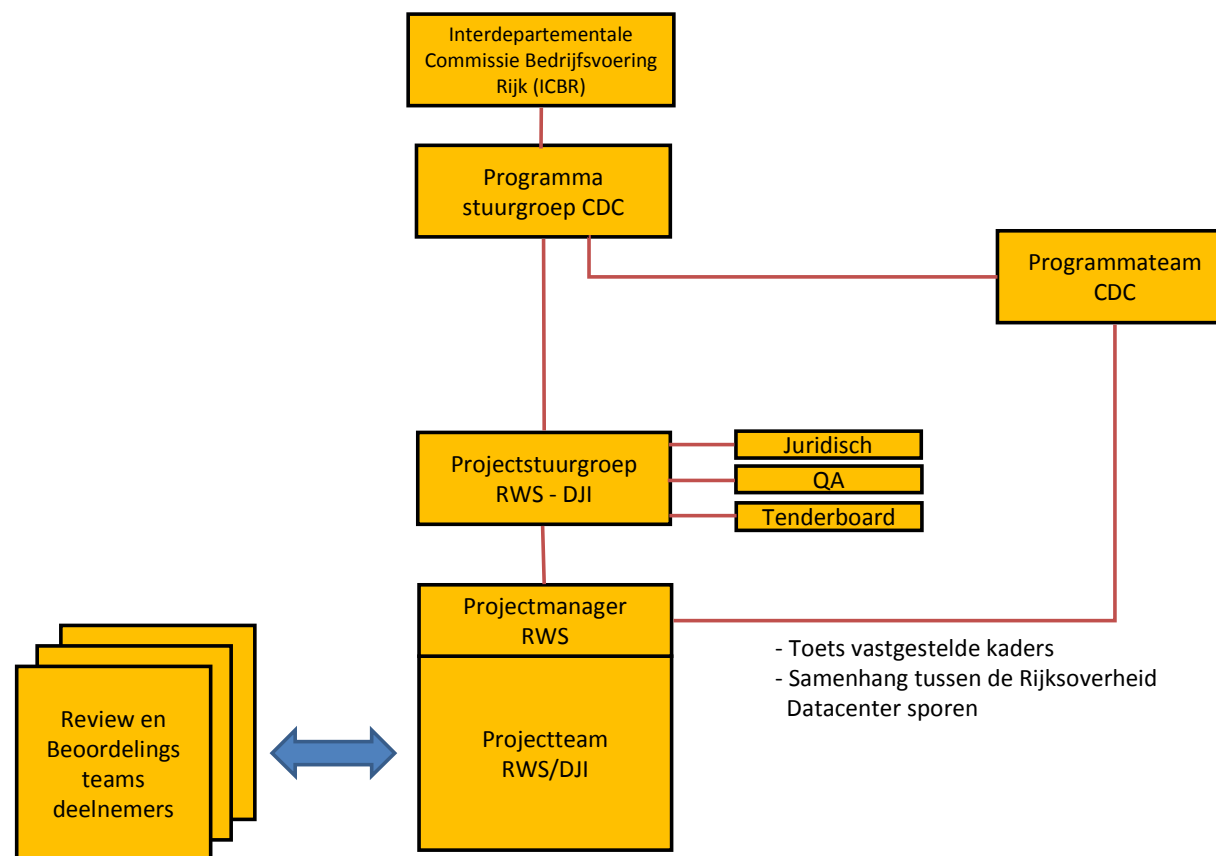 Interdepartementale
Commissie Bedrijfsvoering
Rijk (ICBR)
Programma
stuurgroep CDC
Programmateam
CDC
Projectstuurgroep
RWS - DJI
Juridisch
QA
Tenderboard
Projectmanager
RWS
- Toets vastgestelde kaders
- Samenhang tussen de Rijksoverheid
Datacenter sporen
Review en
Beoordelings
teams
deelnemers
Projectteam
RWS/DJI